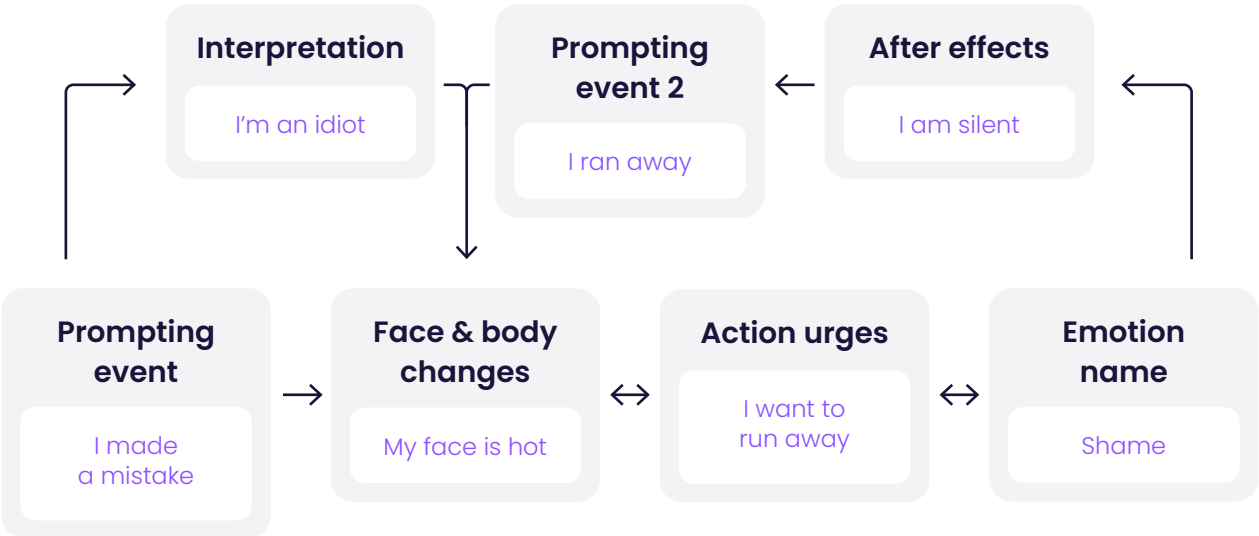 Interpretation
I’m an idiot
Prompting
event 2
I ran away
After effects
I am silent
Prompting
event
I made
a mistake
Face & body
changes
My face is hot
Action urges
I want to
run away
Emotion
name
Shame